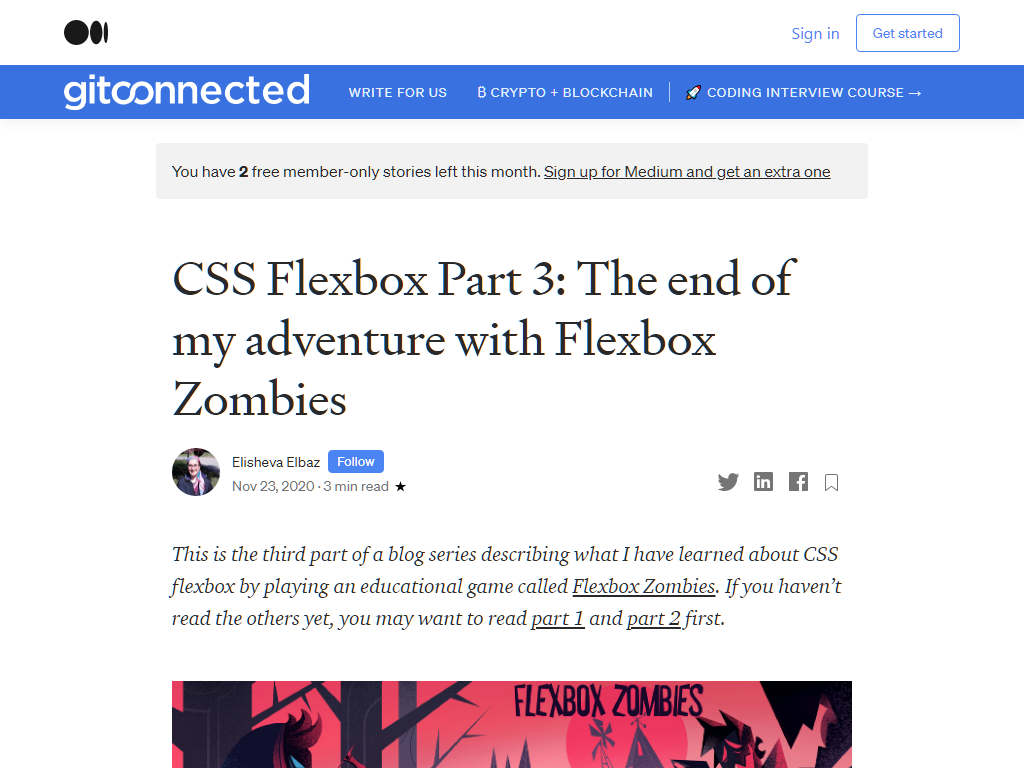 Sign in
Get started
gitconnected
WRITE FOR US
₿ CRYPTO + BLOCKCHAIN
🚀 CODING INTERVIEW COURSE →
You have 2 free member-only stories left this month. Sign up for Medium and get an extra one
CSS Flexbox Part 3: The end of
my adventure with Flexbox
Zombies
Elisheva Elbaz
Follow
Nov 23, 2020 · 3 min read ★
This is the third part of a blog series describing what I have learned about CSS
flexbox by playing an educational game called Flexbox Zombies. If you haven’t
read the others yet, you may want to read part 1 and part 2 first.
FLEXBOX ZOMBIES